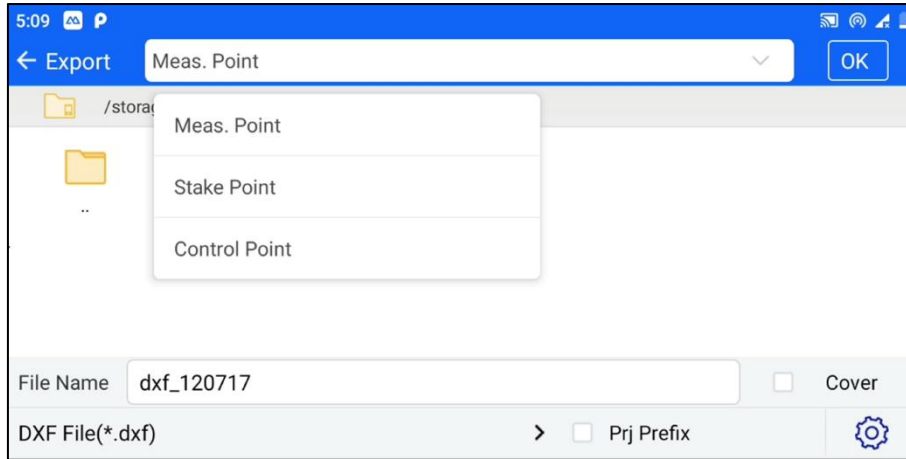 5:09
← Export Meas. Point OK
/storag
Meas. Point
Stake Point
Control Point
..
File Name dxf_120717 Cover
DXF File(*.dxf) > Prj Prefix